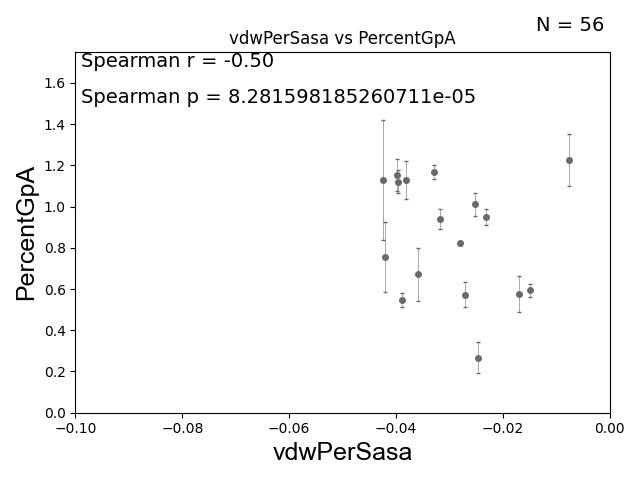 N = 56
vdwPerSasa vs PercentGpA
Spearman r = -0.50
Spearman p = 8.281598185260711e-05
1.6
1.4
1.2
1.0
0.8
0.6
0.4
0.2
0.0
PercentGpA
−0.10 −0.08 −0.06 −0.04 −0.02 0.00
vdwPerSasa